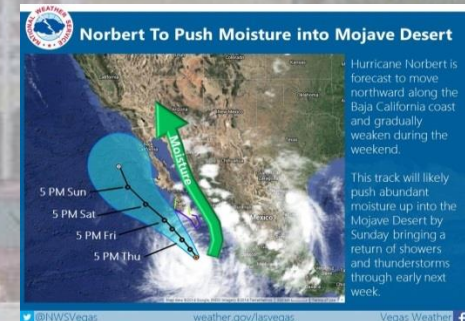 NATIONAL WEATHER SERVICE
Norbert To Push Moisture into Mojave Desert
Hurricane Norbert is
forecast to move
northward along the
Baja California coast
and gradually
weaken during the
weekend.
This track will likely
push abundant
moisture up into the
Mojave Desert by
Sunday bringing a
return of showers
and thunderstorms
through early next
week.
Moisture
5 PM Sun
5 PM Sat
5 PM Fri
5 PM Thu
Mexico
@NWSVegas
weather.gov/lasvegas
Vegas Weather